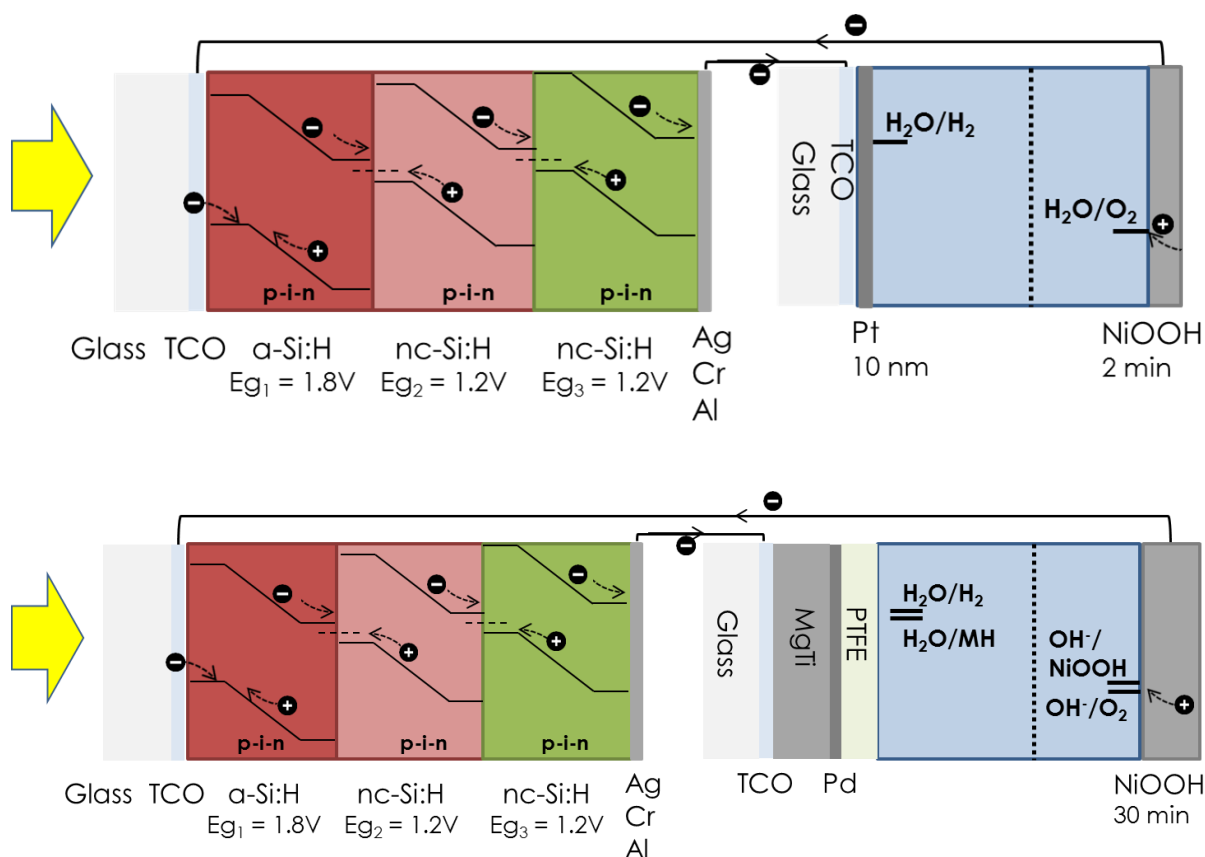 H₂O/H₂
TCO
Glass
H₂O/O₂
p-i-n p-i-n p-i-n
Glass TCO a-Si:H nc-Si:H nc-Si:H Ag Pt NiOOH
Eg₁ = 1.8V Eg₂ = 1.2V Eg₃ = 1.2V Cr 10 nm 2 min
Al
Glass
MgTi
PTFE
H₂O/H₂
H₂O/MH
OH⁻/
NiOOH
OH⁻/O₂
p-i-n p-i-n p-i-n
TCO Pd
Glass TCO a-Si:H nc-Si:H nc-Si:H Ag NiOOH
Eg₁ = 1.8V Eg₂ = 1.2V Eg₃ = 1.2V Cr 30 min
Al